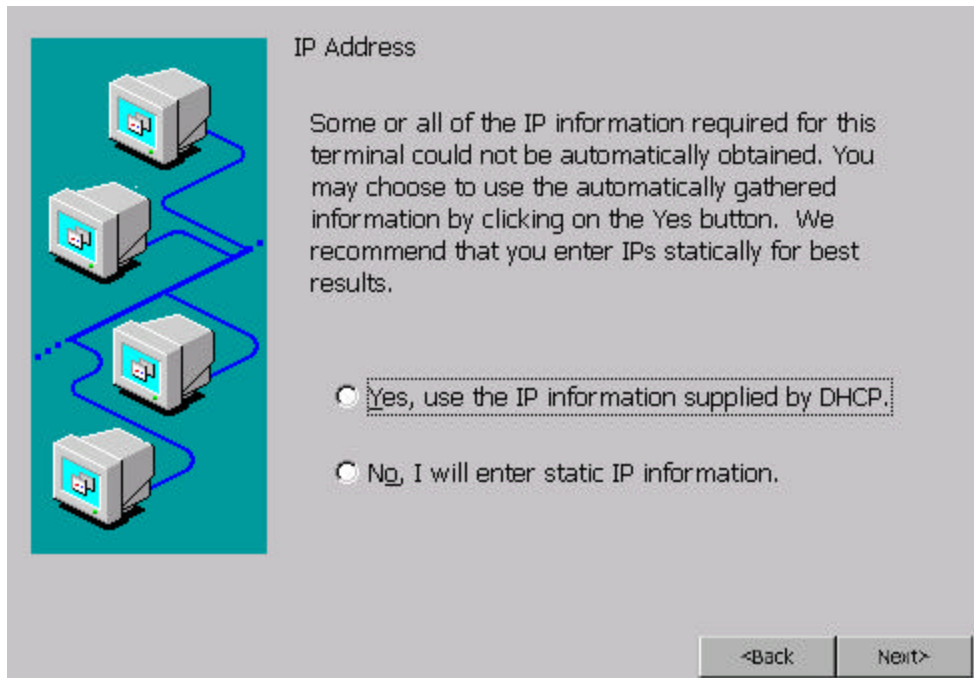 IP Address
Some or all of the IP information required for this
terminal could not be automatically obtained. You
may choose to use the automatically gathered
information by clicking on the Yes button. We
recommend that you enter IPs statically for best
results.
Yes, use the IP information supplied by DHCP.
No, I will enter static IP information.
<Back
Next>